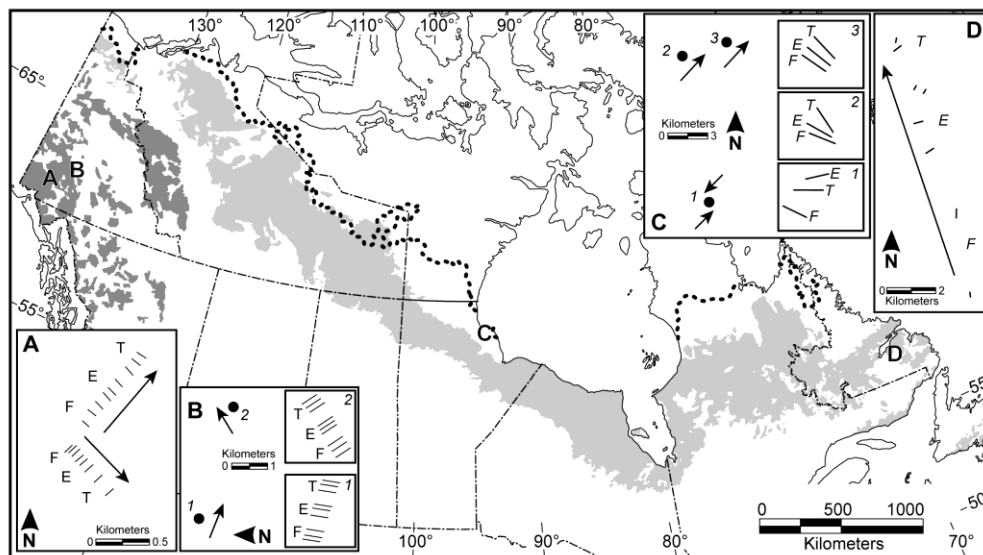 130° 120° 110° 100° 90° 80°
65°
55°
A
B
C
D
55
50
100° 90° 80° 70°
0 500 1000
Kilometers
A
T
E
F
F
E
T
N
Kilometers
0 0.5
B
2
Kilometers
0 1
1
N
2
T
E
F
1
T
E
F
C
2 3
Kilometers
0 3
N
1
3
T
E
F
2
T
E
F
1
E
T
F
D
T
E
F
N
0 2
Kilometers